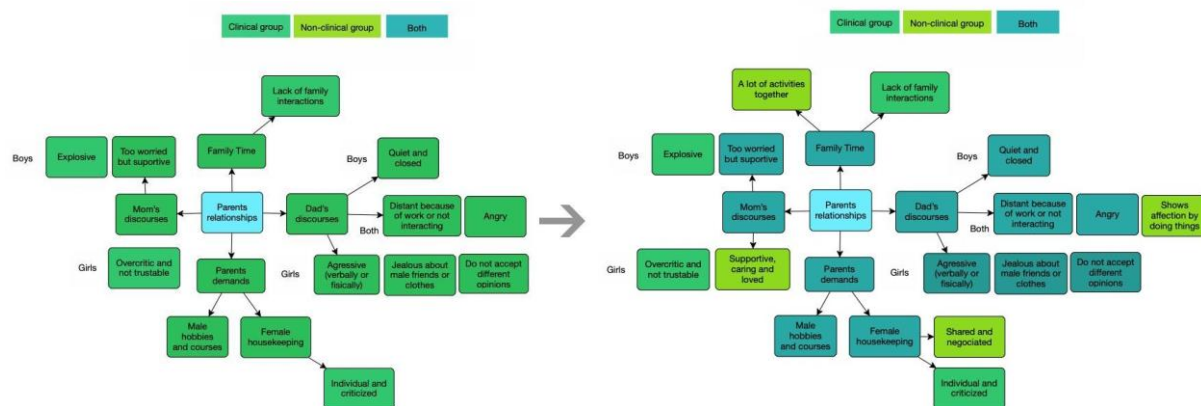 Clinical group
Non-clinical group
Both
Lack of family
interactions
Boys
Explosive
Too worried
but suportive
Family Time
Boys
Quiet and
closed
Mom's
discourses
Parents
relationships
Dad's
discourses
Distant because
of work or not
interacting
Both
Angry
Girls
Overcritic and
not trustable
Parents
demands
Girls
Agressive
(verbally or
fisically)
Jealous about
male friends or
clothes
Do not accept
different
opinions
Male
hobbies
and courses
Female
housekeeping
Individual and
criticized
Clinical group
Non-clinical group
Both
A lot of activities
together
Lack of family
interactions
Boys
Explosive
Too worried
but suportive
Family Time
Boys
Quiet and
closed
Mom's
discourses
Parents
relationships
Dad's
discourses
Distant because
of work or not
interacting
Both
Angry
Shows
affection by
doing things
Girls
Overcritic and
not trustable
Supportive,
caring and
loved
Parents
demands
Girls
Agressive
(verbally or
fisically)
Jealous about
male friends or
clothes
Do not accept
different
opinions
Male
hobbies
and courses
Female
housekeeping
Shared and
negociated
Individual and
criticized